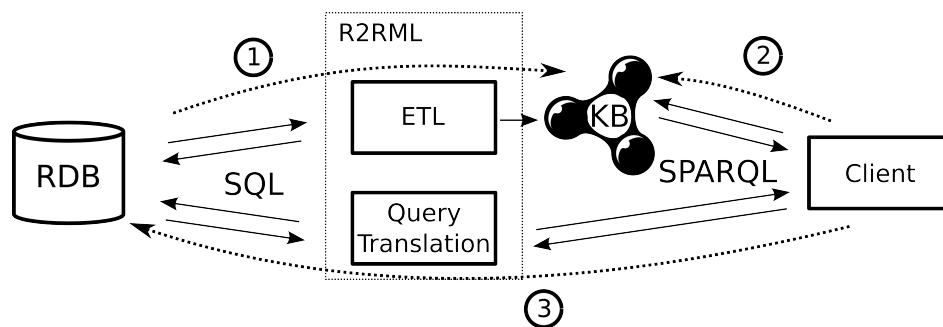 R2RML
1
2
ETL
KB
RDB
SQL
SPARQL
Client
Query
Translation
3